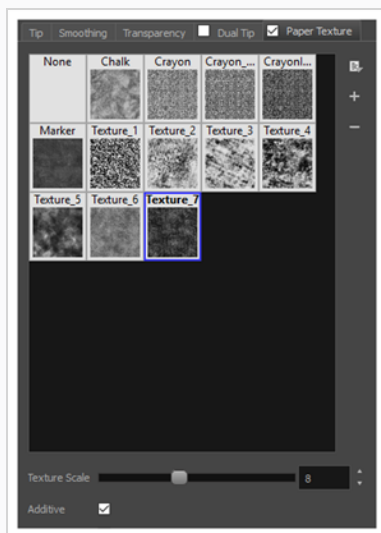 Tip Smoothing Transparency Dual Tip Paper Texture
None Chalk Crayon Crayon_... Crayonl...
Marker Texture_1 Texture_2 Texture_3 Texture_4
Texture_5 Texture_6 Texture_7
Texture Scale 8
Additive